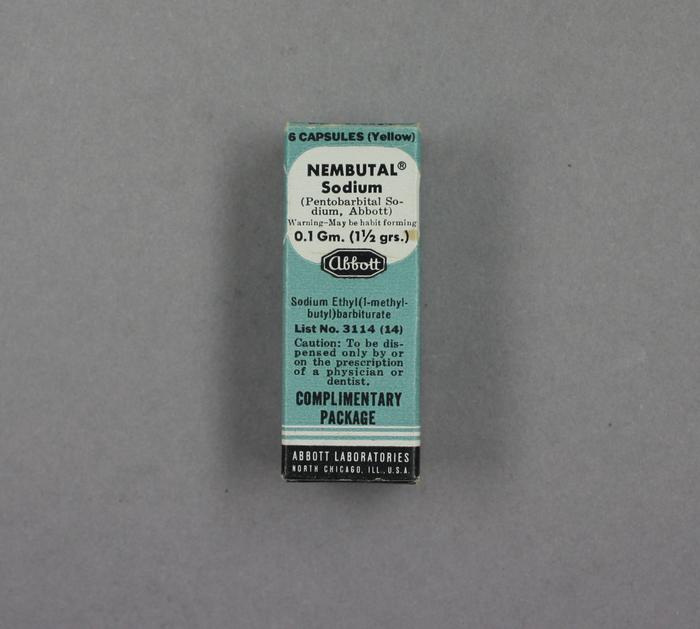 6 CAPSULES (Yellow)
NEMBUTAL®
Sodium
(Pentobarbital So-
dium, Abbott)
Warning-May be habit forming
0.1 Gm. (1½ grs.)
Abbott
Sodium Ethyl(1-methyl-
butyl)barbiturate
List No. 3114 (14)
Caution: To be dis-
pensed only by or
on the prescription
of a physician or
dentist.
COMPLIMENTARY
PACKAGE
ABBOTT LABORATORIES
NORTH CHICAGO, ILL., U.S.A.